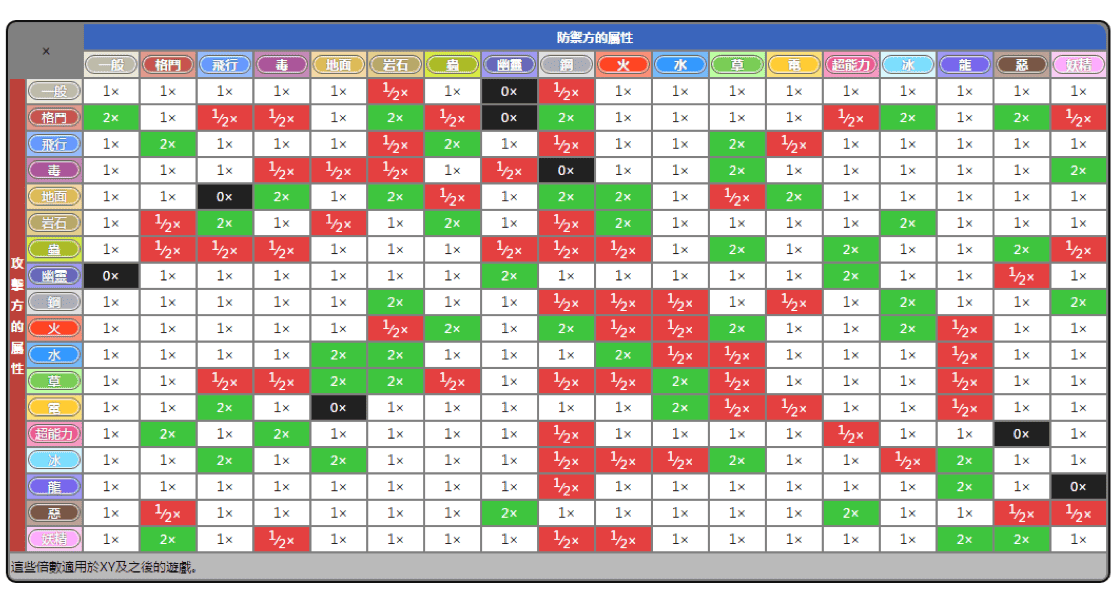 防禦方的屬性
× 一般 格鬥 飛行 毒 地面 岩石 蟲 幽靈 鋼 火 水 草 電 超能力 冰 龍 惡 妖精
攻擊方的屬性
一般 1× 1× 1× 1× 1× 1/2× 1× 0× 1/2× 1× 1× 1× 1× 1× 1× 1× 1× 1×
格鬥 2× 1× 1/2× 1/2× 1× 2× 1/2× 0× 2× 1× 1× 1× 1× 1/2× 2× 1× 2× 1/2×
飛行 1× 2× 1× 1× 1× 1/2× 2× 1× 1/2× 1× 1× 2× 1/2× 1× 1× 1× 1× 1×
毒 1× 1× 1× 1/2× 1/2× 1/2× 1× 1/2× 0× 1× 1× 2× 1× 1× 1× 1× 1× 2×
地面 1× 1× 0× 2× 1× 2× 1/2× 1× 2× 2× 1× 1/2× 2× 1× 1× 1× 1× 1×
岩石 1× 1/2× 2× 1× 1/2× 1× 2× 1× 1/2× 2× 1× 1× 1× 1× 2× 1× 1× 1×
蟲 1× 1/2× 1/2× 1/2× 1× 1× 1× 1/2× 1/2× 1/2× 1× 2× 1× 2× 1× 1× 2× 1/2×
幽靈 0× 1× 1× 1× 1× 1× 1× 2× 1× 1× 1× 1× 1× 2× 1× 1× 1/2× 1×
鋼 1× 1× 1× 1× 1× 2× 1× 1× 1/2× 1/2× 1/2× 1× 1/2× 1× 2× 1× 1× 2×
火 1× 1× 1× 1× 1× 1/2× 2× 1× 2× 1/2× 1/2× 2× 1× 1× 2× 1/2× 1× 1×
水 1× 1× 1× 1× 2× 2× 1× 1× 1× 2× 1/2× 1/2× 1× 1× 1× 1/2× 1× 1×
草 1× 1× 1/2× 1/2× 2× 2× 1/2× 1× 1/2× 1/2× 2× 1/2× 1× 1× 1× 1/2× 1× 1×
電 1× 1× 2× 1× 0× 1× 1× 1× 1× 1× 2× 1/2× 1/2× 1× 1× 1/2× 1× 1×
超能力 1× 2× 1× 2× 1× 1× 1× 1× 1/2× 1× 1× 1× 1× 1/2× 1× 1× 0× 1×
冰 1× 1× 2× 1× 2× 1× 1× 1× 1/2× 1/2× 1/2× 2× 1× 1× 1/2× 2× 1× 1×
龍 1× 1× 1× 1× 1× 1× 1× 1× 1/2× 1× 1× 1× 1× 1× 1× 2× 1× 0×
惡 1× 1/2× 1× 1× 1× 1× 1× 2× 1× 1× 1× 1× 1× 2× 1× 1× 1/2× 1/2×
妖精 1× 2× 1× 1/2× 1× 1× 1× 1× 1/2× 1/2× 1× 1× 1× 1× 1× 2× 2× 1×
這些倍數適用於XY及之後的遊戲。